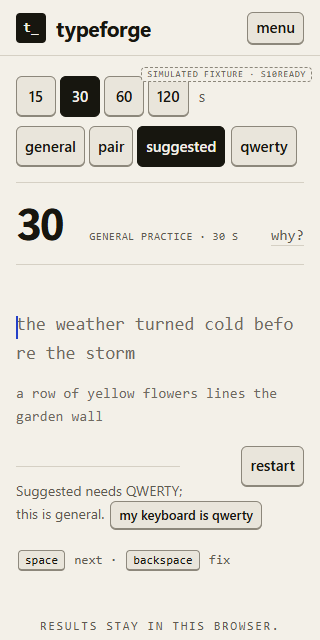 t_ typeforge menu
SIMULATED FIXTURE · S10READY
15 30 60 120 s
general pair suggested qwerty
30 GENERAL PRACTICE · 30 S why?
the weather turned cold befo
re the storm
a row of yellow flowers lines the
garden wall
restart
Suggested needs QWERTY;
this is general. my keyboard is qwerty
space next · backspace fix
RESULTS STAY IN THIS BROWSER.